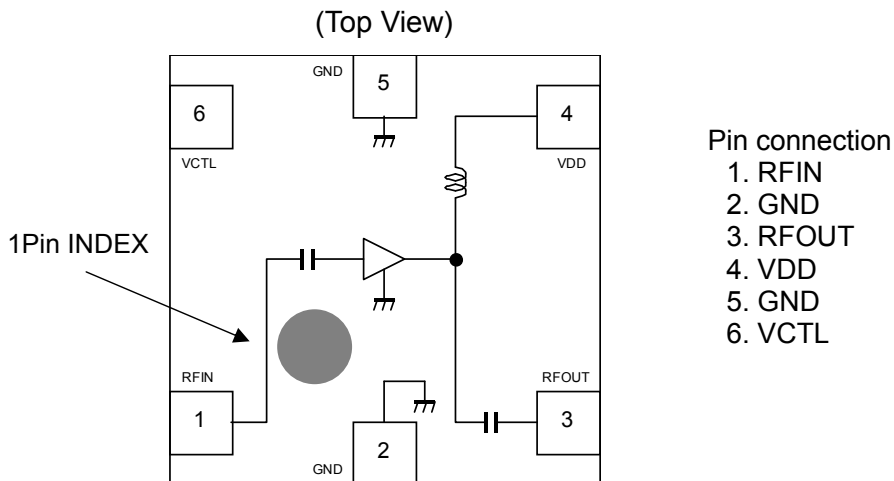 (Top View)
GND
5
6
4
VCTL
VDD
Pin connection
1. RFIN
2. GND
3. RFOUT
4. VDD
5. GND
6. VCTL
1Pin INDEX
RFIN
RFOUT
1
2
3
GND